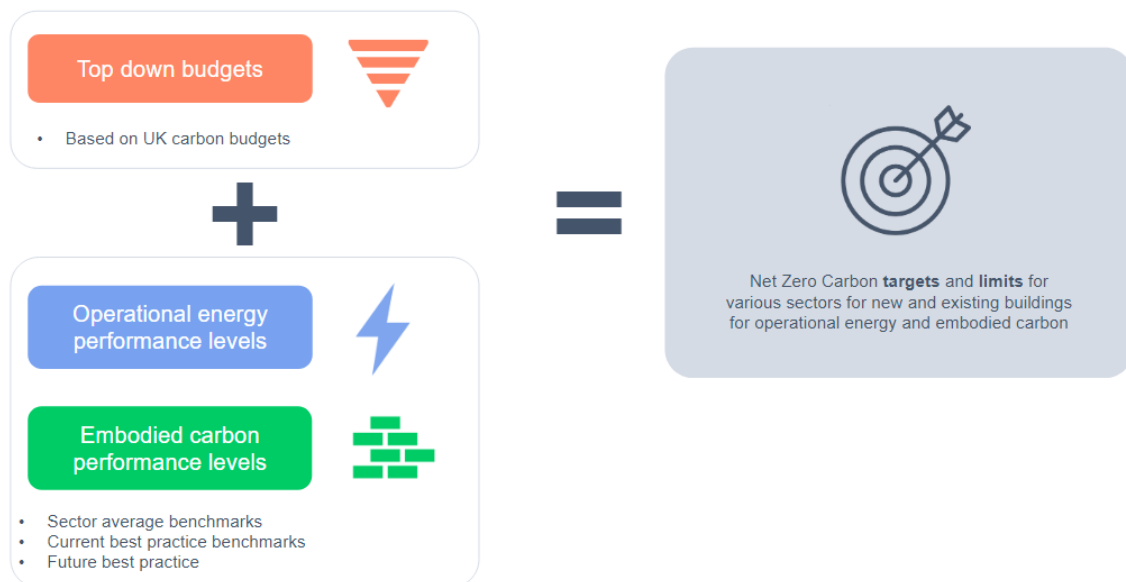 Top down budgets
• Based on UK carbon budgets
+
=
Operational energy
performance levels
Embodied carbon
performance levels
• Sector average benchmarks
• Current best practice benchmarks
• Future best practice
Net Zero Carbon targets and limits for
various sectors for new and existing buildings
for operational energy and embodied carbon